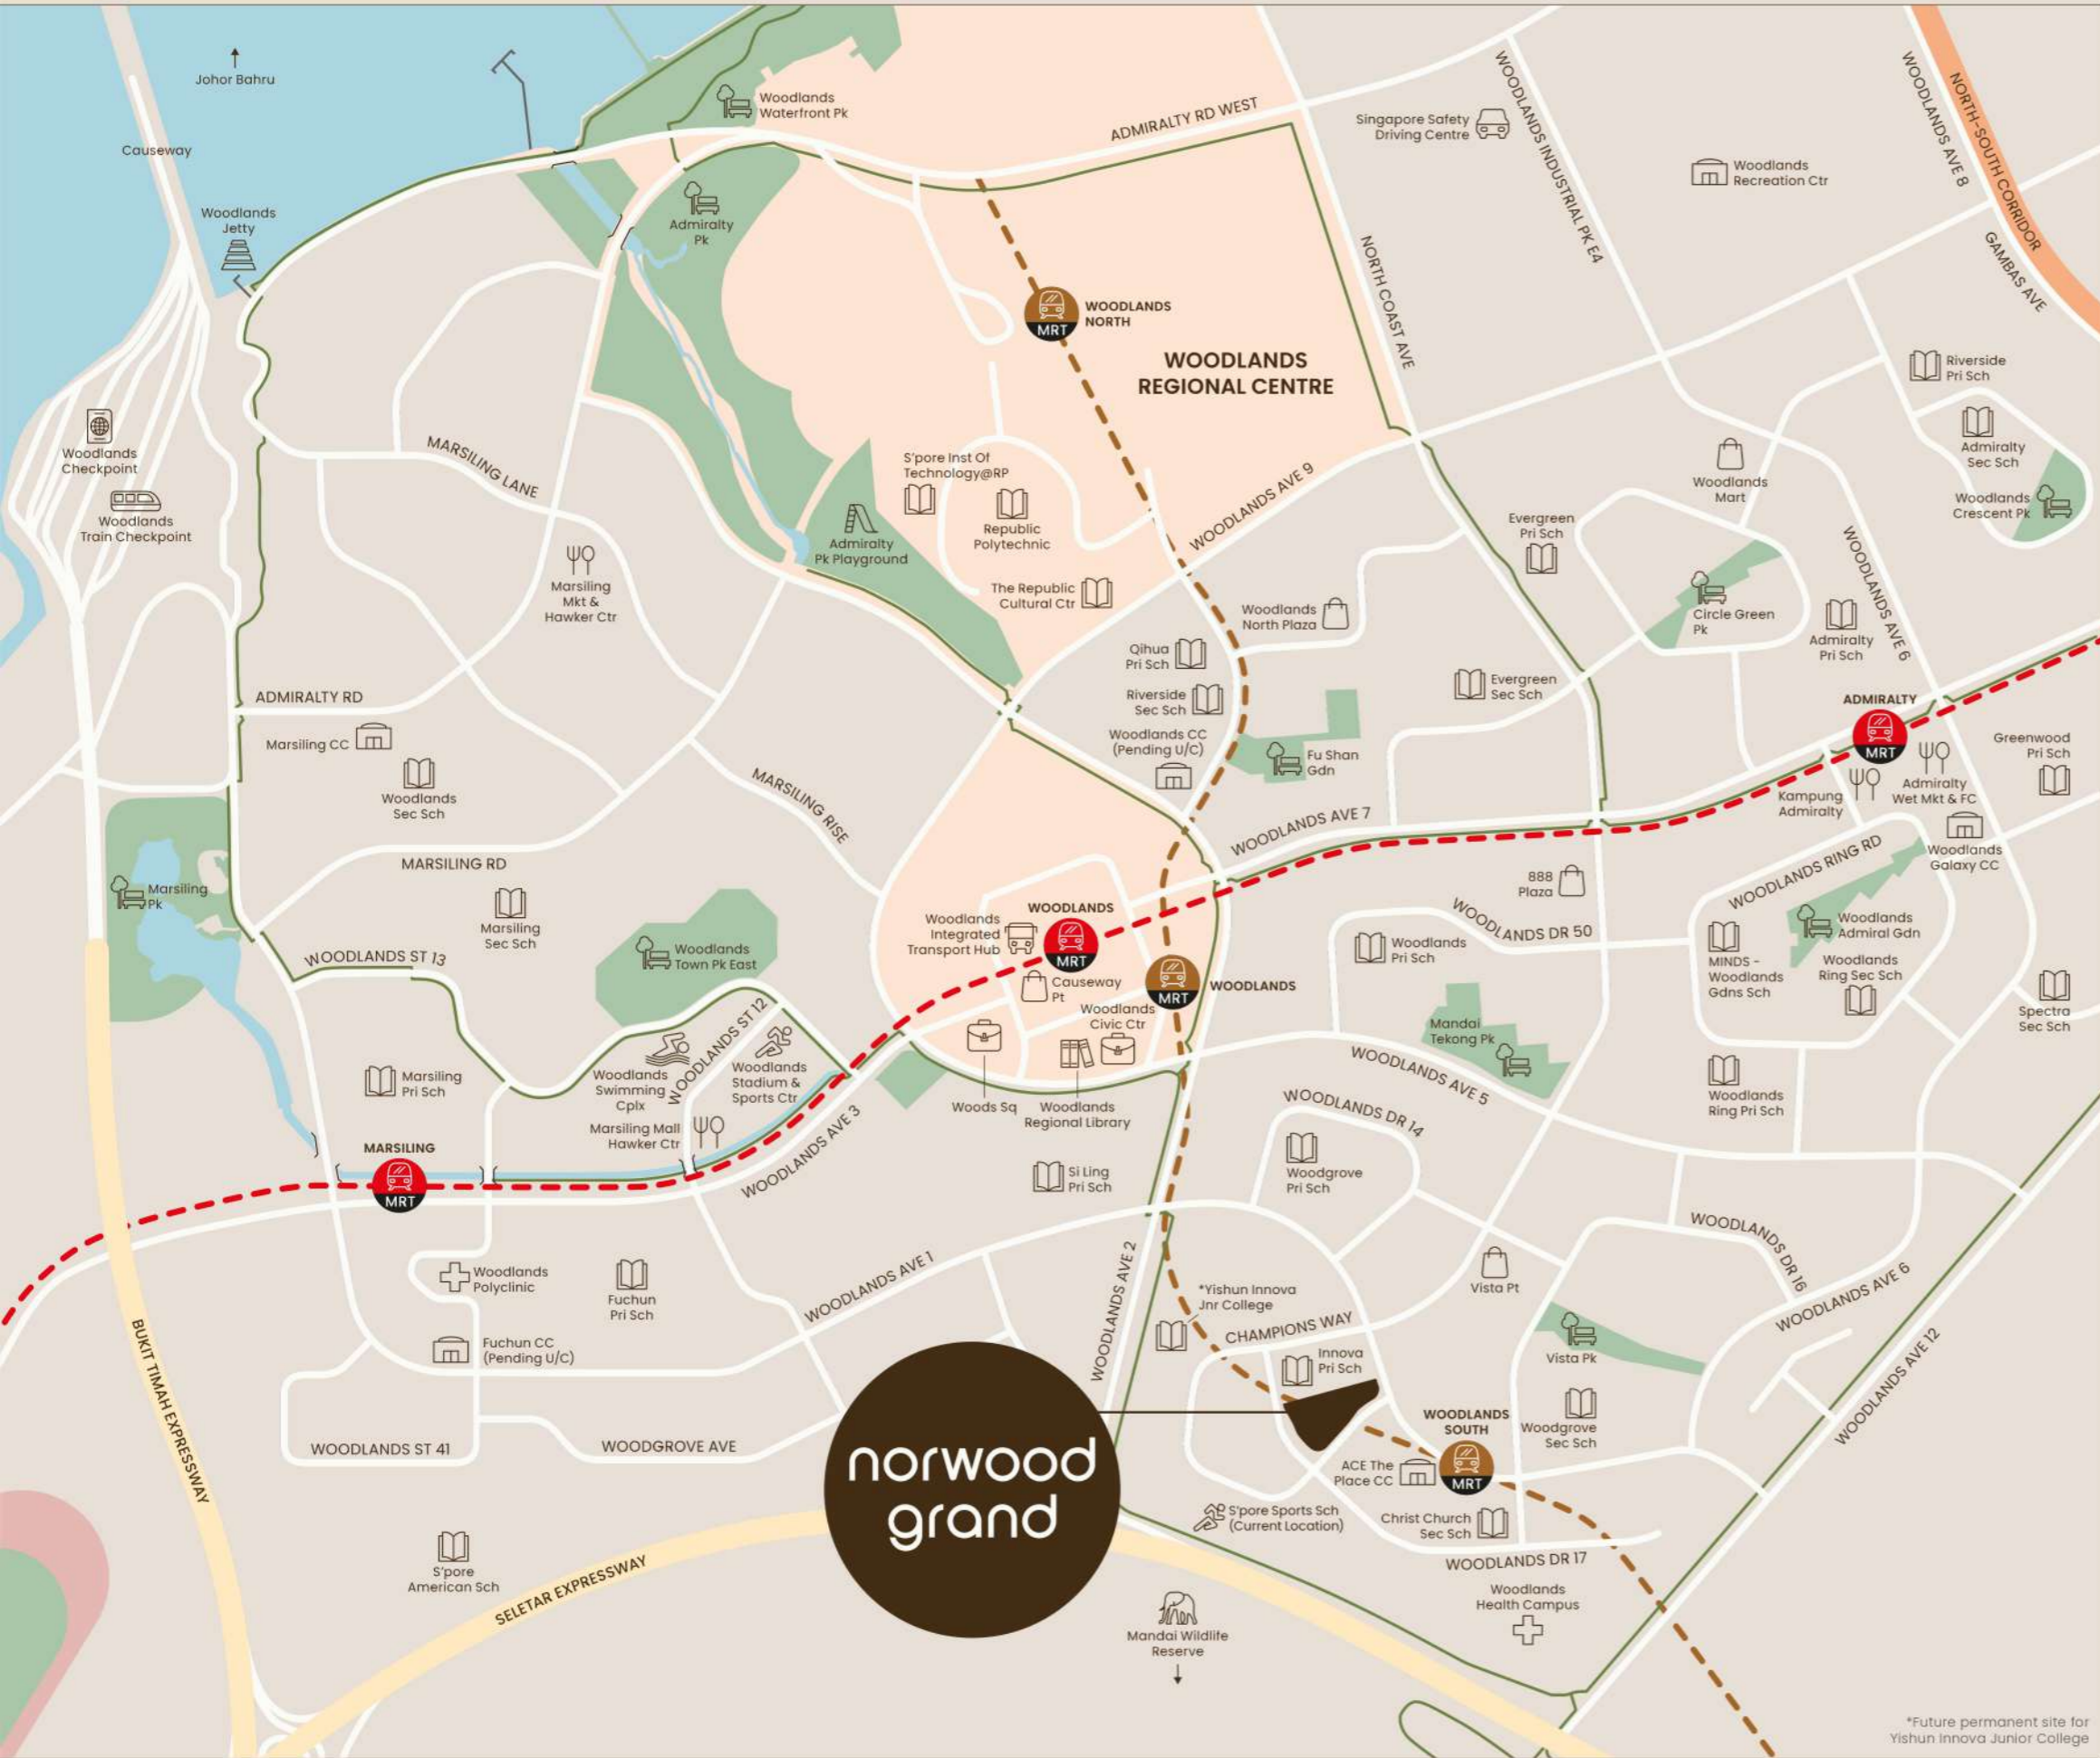 Johor Bahru
Causeway
Woodlands
Waterfront Pk
ADMIRALTY RD WEST
Singapore Safety
Driving Centre
WOODLANDS INDUSTRIAL PK E4
Woodlands
Recreation Ctr
WOODLANDS AVE 8
NORTH-SOUTH CORRIDOR
GAMBAS AVE
Woodlands
Jetty
Admiralty
Pk
NORTH COAST AVE
MRT
WOODLANDS
NORTH
WOODLANDS
REGIONAL CENTRE
Riverside
Pri Sch
Admiralty
Sec Sch
Woodlands
Crescent Pk
Woodlands
Mart
Woodlands
Checkpoint
Woodlands
Train Checkpoint
MARSILING LANE
S'pore Inst Of
Technology@RP
Republic
Polytechnic
Admiralty
Pk Playground
WOODLANDS AVE 9
Evergreen
Pri Sch
WOODLANDS AVE 6
Marsiling
Mkt &
Hawker Ctr
The Republic
Cultural Ctr
Woodlands
North Plaza
Circle Green
Pk
Admiralty
Pri Sch
Qihua
Pri Sch
Riverside
Sec Sch
Evergreen
Sec Sch
ADMIRALTY
MRT
ADMIRALTY RD
Marsiling CC
Woodlands CC
(Pending U/C)
Fu Shan
Gdn
Greenwood
Pri Sch
Kampung
Admiralty
Admiralty
Wet Mkt & FC
Woodlands
Sec Sch
MARSILING RISE
WOODLANDS AVE 7
Woodlands
Galaxy CC
MARSILING RD
WOODLANDS RING RD
888
Plaza
Marsiling
Pk
Marsiling
Sec Sch
WOODLANDS
MRT
Woodlands
Integrated
Transport Hub
WOODLANDS DR 50
Woodlands
Admiral Gdn
Woodlands
Town Pk East
Woodlands
Pri Sch
MINDS -
Woodlands
Gdns Sch
Woodlands
Ring Sec Sch
WOODLANDS ST 13
Causeway
Pt
MRT
WOODLANDS
Woodlands
Civic Ctr
Mandai
Tekong Pk
Spectra
Sec Sch
WOODLANDS ST 12
Marsiling
Pri Sch
Woodlands
Swimming
Cplx
Woodlands
Stadium &
Sports Ctr
Marsiling Mall
Hawker Ctr
Woods Sq
Woodlands
Regional Library
WOODLANDS AVE 5
WOODLANDS DR 14
Woodlands
Ring Pri Sch
MARSILING
MRT
WOODLANDS AVE 3
Si Ling
Pri Sch
Woodgrove
Pri Sch
WOODLANDS DR 16
WOODLANDS AVE 6
Woodlands
Polyclinic
Fuchun
Pri Sch
WOODLANDS AVE 1
WOODLANDS AVE 2
*Yishun Innova
Jnr College
Vista Pt
CHAMPIONS WAY
Innova
Pri Sch
Vista Pk
WOODLANDS AVE 12
Fuchun CC
(Pending U/C)
BUKIT TIMAH EXPRESSWAY
WOODLANDS
SOUTH
MRT
Woodgrove
Sec Sch
WOODLANDS ST 41
WOODGROVE AVE
norwood
grand
ACE The
Place CC
S'pore Sports Sch
(Current Location)
Christ Church
Sec Sch
S'pore
American Sch
SELETAR EXPRESSWAY
WOODLANDS DR 17
Woodlands
Health Campus
Mandai Wildlife
Reserve
*Future permanent site for
Yishun Innova Junior College